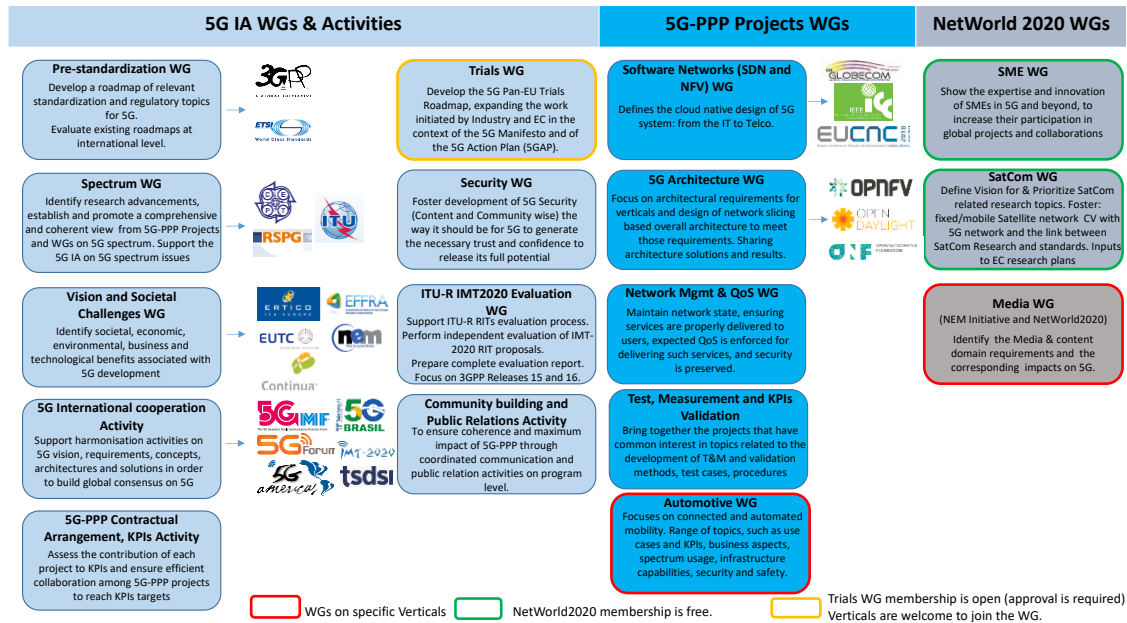 5G IA WGs & Activities
5G-PPP Projects WGs
NetWorld 2020 WGs
Pre-standardization WG
Develop a roadmap of relevant
standardization and regulatory topics
for 5G.
Evaluate existing roadmaps at
international level.
3GPP
A GLOBAL INITIATIVE
ETSI
World Class Standards
Trials WG
Develop the 5G Pan-EU Trials
Roadmap, expanding the work
initiated by Industry and EC in the
context of the 5G Manifesto and of
the 5G Action Plan (5GAP).
Software Networks (SDN and
NFV) WG
Defines the cloud native design of 5G
system: from the IT to Telco.
GLOBECOM
IEEE
icc
EUCNC
SME WG
Show the expertise and innovation
of SMEs in 5G and beyond, to
increase their participation in
global projects and collaborations
Spectrum WG
Identify research advancements,
establish and promote a comprehensive
and coherent view from 5G-PPP Projects
and WGs on 5G spectrum. Support the
5G IA on 5G spectrum issues
CEPT
RSPG
ITU
Security WG
Foster development of 5G Security
(Content and Community wise) the
way it should be for 5G to generate
the necessary trust and confidence to
release its full potential
5G Architecture WG
Focus on architectural requirements for
verticals and design of network slicing
based overall architecture to meet
those requirements. Sharing
architecture solutions and results.
OPNFV
OPEN
DAYLIGHT
ONF
OPEN NETWORKING
FOUNDATION
SatCom WG
Define Vision for & Prioritize SatCom
related research topics. Foster:
fixed/mobile Satellite network CV with
5G network and the link between
SatCom Research and standards. Inputs
to EC research plans
Vision and Societal
Challenges WG
Identify societal, economic,
environmental, business and
technological benefits associated with
5G development
ERTICO
ITS EUROPE
EFFRA
EUTC
nem
Continua
ITU-R IMT2020 Evaluation
WG
Support ITU-R RITs evaluation process.
Perform independent evaluation of IMT-
2020 RIT proposals.
Prepare complete evaluation report.
Focus on 3GPP Releases 15 and 16.
Network Mgmt & QoS WG
Maintain network state, ensuring
services are properly delivered to
users, expected QoS is enforced for
delivering such services, and security
is preserved.
Media WG
(NEM Initiative and NetWorld2020)
Identify the Media & content
domain requirements and the
corresponding impacts on 5G.
5G International cooperation
Activity
Support harmonisation activities on
5G vision, requirements, concepts,
architectures and solutions in order
to build global consensus on 5G
5GMF
5G
BRASIL
5G Forum
IMT-2020
5G
americas
tsdsi
Community building and
Public Relations Activity
To ensure coherence and maximum
impact of 5G-PPP through
coordinated communication and
public relation activities on program
level.
Test, Measurement and KPIs
Validation
Bring together the projects that have
common interest in topics related to the
development of T&M and validation
methods, test cases, procedures
5G-PPP Contractual
Arrangement, KPIs Activity
Assess the contribution of each
project to KPIs and ensure efficient
collaboration among 5G-PPP projects
to reach KPIs targets
Automotive WG
Focuses on connected and automated
mobility. Range of topics, such as use
cases and KPIs, business aspects,
spectrum usage, infrastructure
capabilities, security and safety.
WGs on specific Verticals
NetWorld2020 membership is free.
Trials WG membership is open (approval is required)
Verticals are welcome to join the WG.